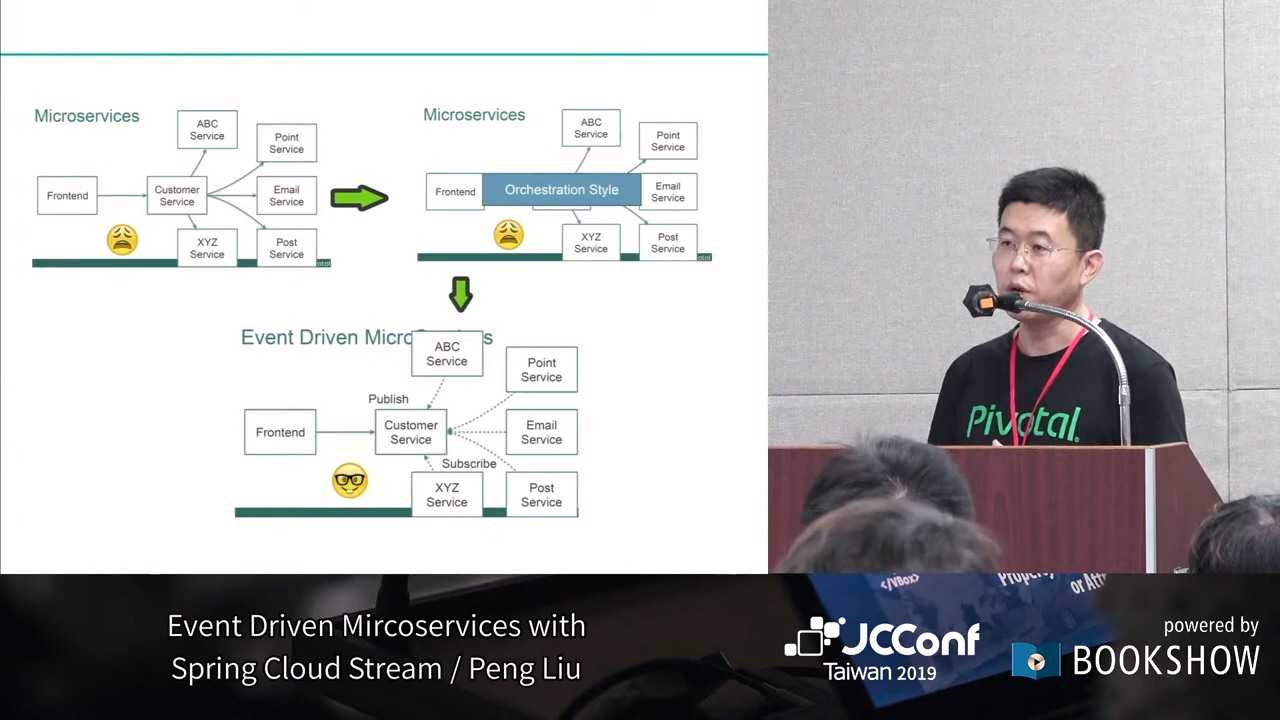 Microservices
ABC
Service
Point
Service
Frontend
Customer
Service
Email
Service
XYZ
Service
Post
Service
Microservices
ABC
Service
Point
Service
Frontend
Orchestration Style
Email
Service
XYZ
Service
Post
Service
Event Driven Micro
s
ABC
Service
Point
Service
Publish
Frontend
Customer
Service
Email
Service
Subscribe
XYZ
Service
Post
Service
Pivotal.
</VBox>
Event Driven Mircoservices with
Spring Cloud Stream / Peng Liu
JCConf
Taiwan 2019
powered by
BOOKSHOW